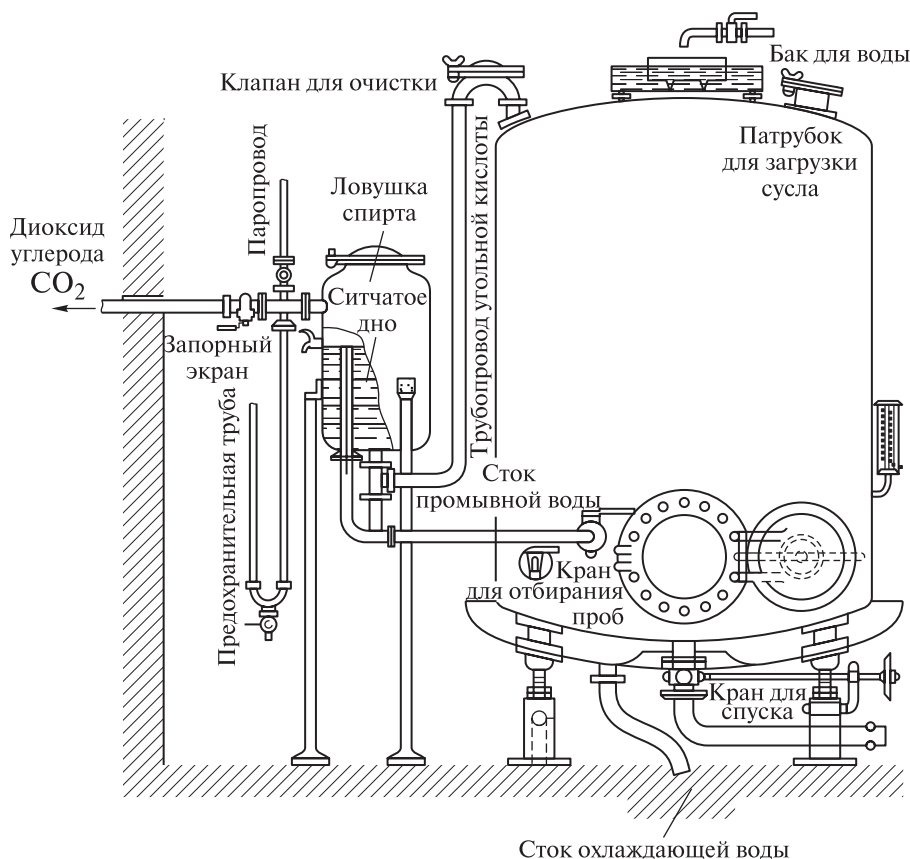 Бак для воды
Клапан для очистки
Патрубок
для загрузки
сусла
Трубопровод угольной кислоты
Паропровод
Ловушка
спирта
Диоксид
углерода
CO2
Ситчатое
дно
Запорный
экран
Предохранительная труба
Сток
промывной воды
Кран
для отбирания
проб
Кран для
спуска
Сток охлаждающей воды